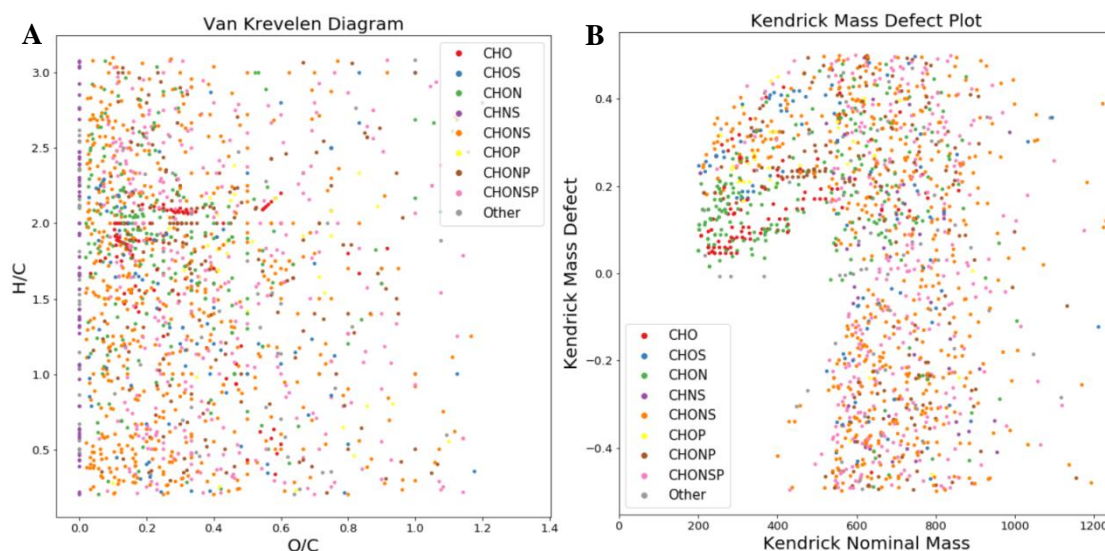 A
Van Krevelen Diagram
H/C
3.0
2.5
2.0
1.5
1.0
0.5
0.0
0.2
0.4
0.6
0.8
1.0
1.2
1.4
O/C
CHO
CHOS
CHON
CHNS
CHONS
CHOP
CHONP
CHONSP
Other
B
Kendrick Mass Defect Plot
Kendrick Mass Defect
0.4
0.2
0.0
−0.2
−0.4
0
200
400
600
800
1000
1200
Kendrick Nominal Mass
CHO
CHOS
CHON
CHNS
CHONS
CHOP
CHONP
CHONSP
Other